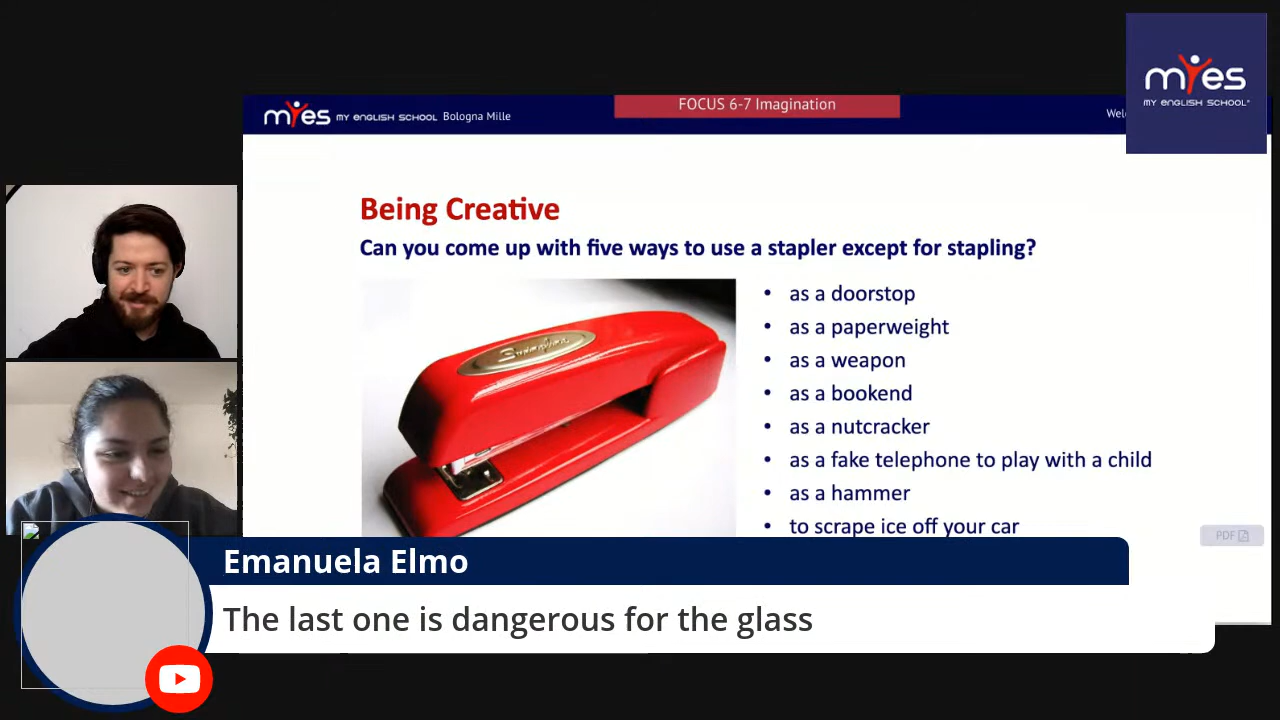 myes
MY ENGLISH SCHOOL®
FOCUS 6-7 Imagination
myes MY ENGLISH SCHOOL Bologna Mille
Being Creative
Can you come up with five ways to use a stapler except for stapling?
• as a doorstop
• as a paperweight
• as a weapon
• as a bookend
• as a nutcracker
• as a fake telephone to play with a child
• as a hammer
• to scrape ice off your car
PDF
Emanuela Elmo
The last one is dangerous for the glass